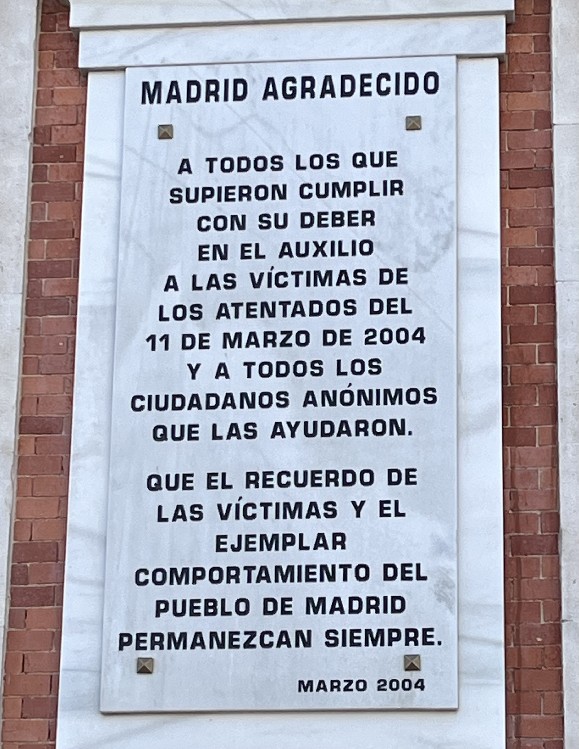 MADRID AGRADECIDO
A TODOS LOS QUE
SUPIERON CUMPLIR
CON SU DEBER
EN EL AUXILIO
A LAS VÍCTIMAS DE
LOS ATENTADOS DEL
11 DE MARZO DE 2004
Y A TODOS LOS
CIUDADANOS ANÓNIMOS
QUE LAS AYUDARON.
QUE EL RECUERDO DE
LAS VÍCTIMAS Y EL
EJEMPLAR
COMPORTAMIENTO DEL
PUEBLO DE MADRID
PERMANEZCAN SIEMPRE.
MARZO 2004